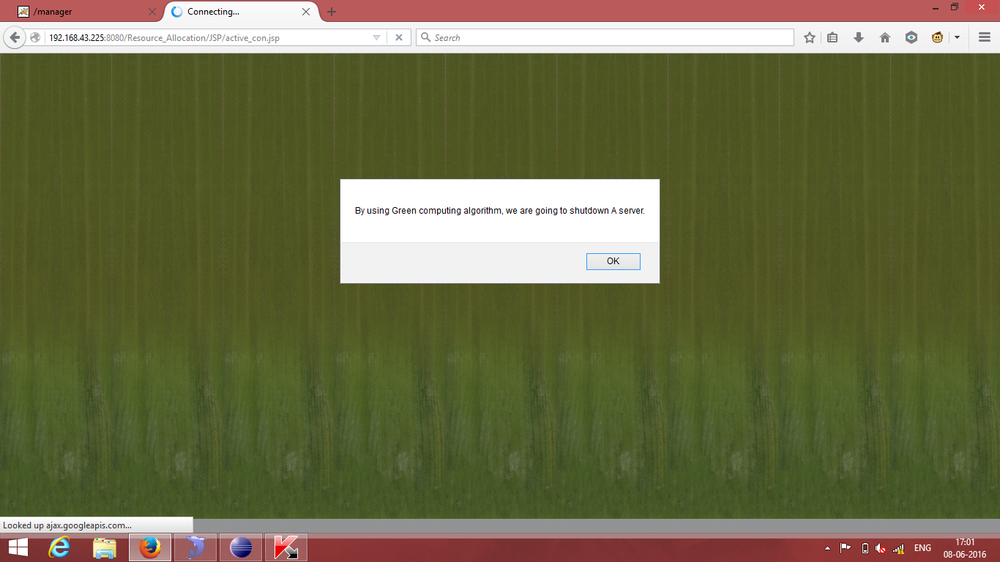 /manager
Connecting...
192.168.43.225:8080/Resource_Allocation/JSP/active_con.jsp
Search
By using Green computing algorithm, we are going to shutdown A server.
OK
Looked up ajax.googleapis.com...
ENG
17:01
08-06-2016